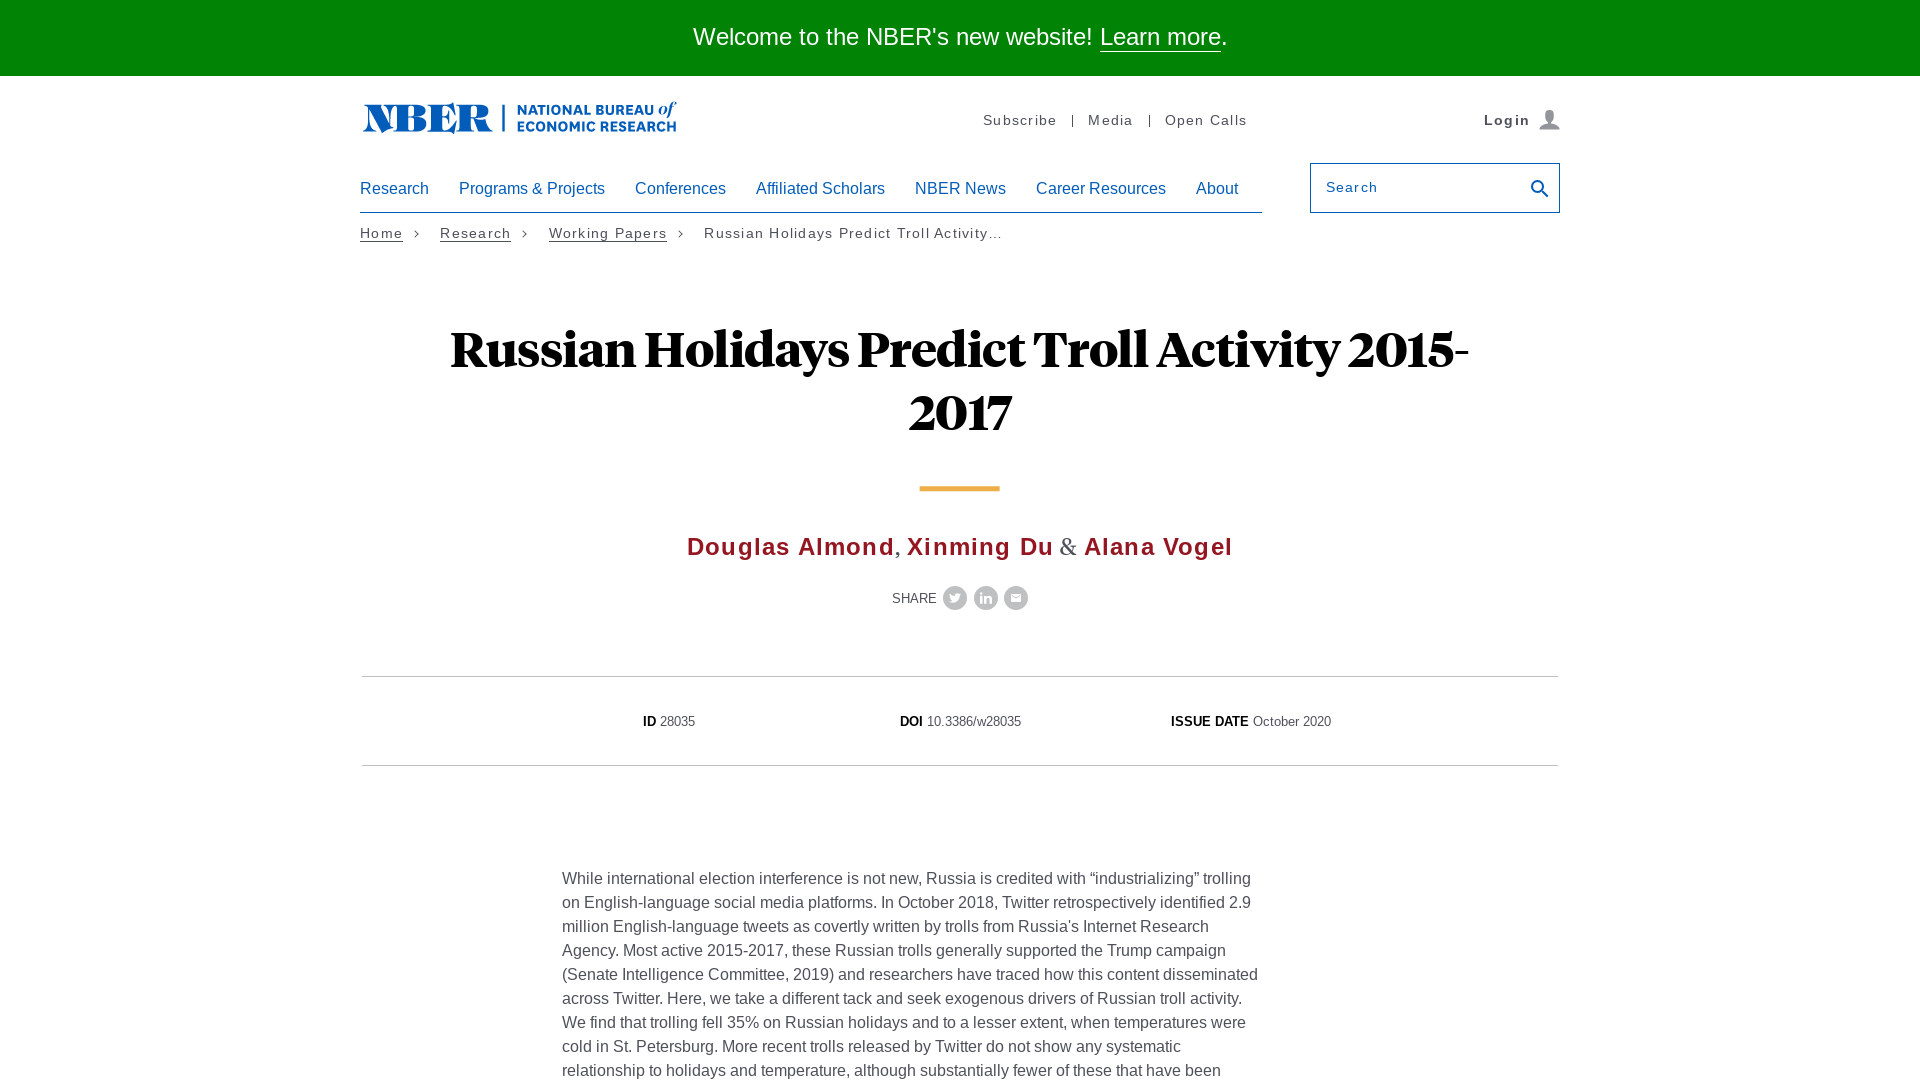 Welcome to the NBER's new website! Learn more.
NBER | NATIONAL BUREAU of
ECONOMIC RESEARCH
Subscribe | Media | Open Calls
Login
Research Programs & Projects Conferences Affiliated Scholars NBER News Career Resources About
Search
Home > Research > Working Papers > Russian Holidays Predict Troll Activity…
Russian Holidays Predict Troll Activity 2015-
2017
Douglas Almond, Xinming Du & Alana Vogel
SHARE
ID 28035
DOI 10.3386/w28035
ISSUE DATE October 2020
While international election interference is not new, Russia is credited with “industrializing” trolling
on English-language social media platforms. In October 2018, Twitter retrospectively identified 2.9
million English-language tweets as covertly written by trolls from Russia's Internet Research
Agency. Most active 2015-2017, these Russian trolls generally supported the Trump campaign
(Senate Intelligence Committee, 2019) and researchers have traced how this content disseminated
across Twitter. Here, we take a different tack and seek exogenous drivers of Russian troll activity.
We find that trolling fell 35% on Russian holidays and to a lesser extent, when temperatures were
cold in St. Petersburg. More recent trolls released by Twitter do not show any systematic
relationship to holidays and temperature, although substantially fewer of these that have been